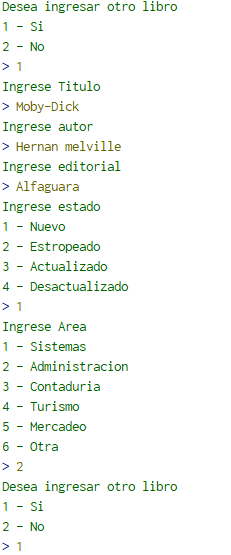 Desea ingresar otro libro
1 - Si
2 - No
> 1
Ingrese Titulo
> Moby-Dick
Ingrese autor
> Hernan melville
Ingrese editorial
> Alfaguara
Ingrese estado
1 - Nuevo
2 - Estropeado
3 - Actualizado
4 - Desactualizado
> 1
Ingrese Area
1 - Sistemas
2 - Administracion
3 - Contaduria
4 - Turismo
5 - Mercadeo
6 - Otra
> 2
Desea ingresar otro libro
1 - Si
2 - No
> 1